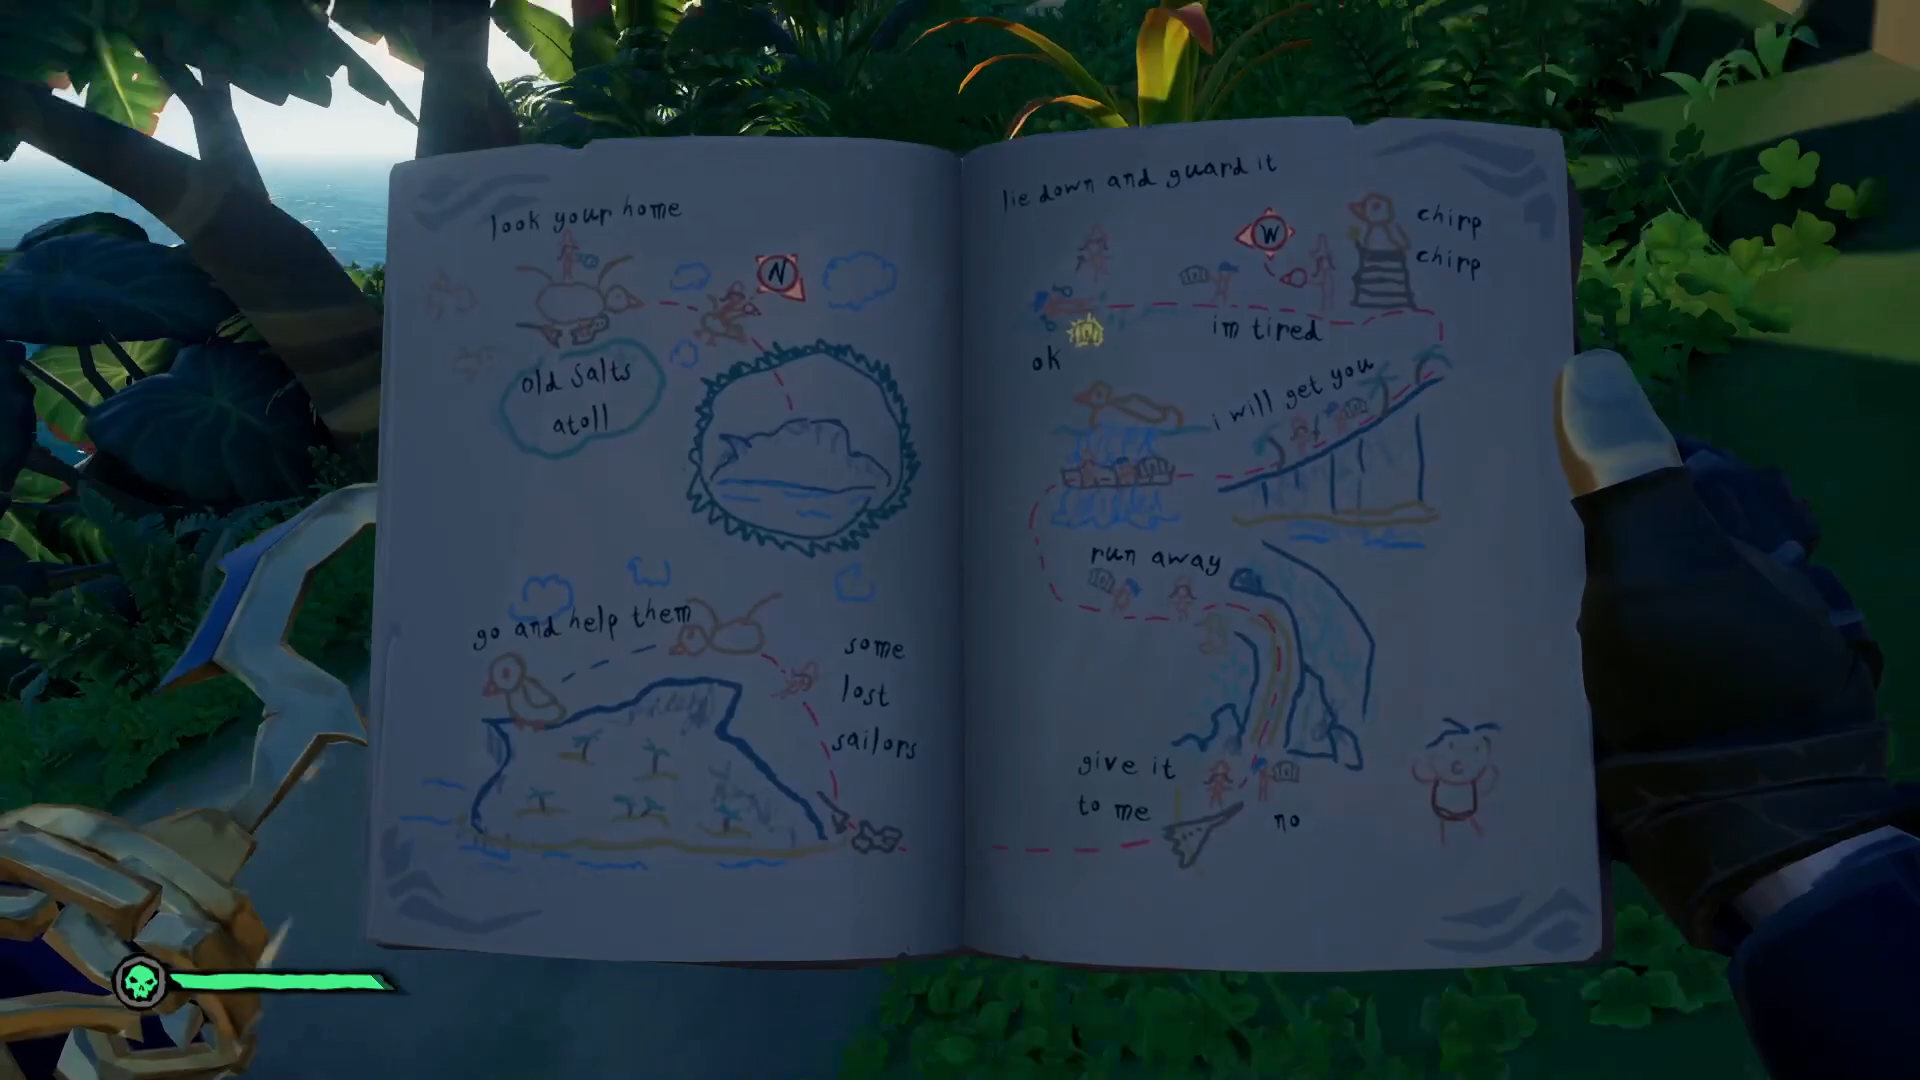 look your home
N
old salts
atoll
go and help them
some
lost
sailors
lie down and guard it
W
chirp
chirp
im tired
ok
i will get you
run away
give it
to me
no